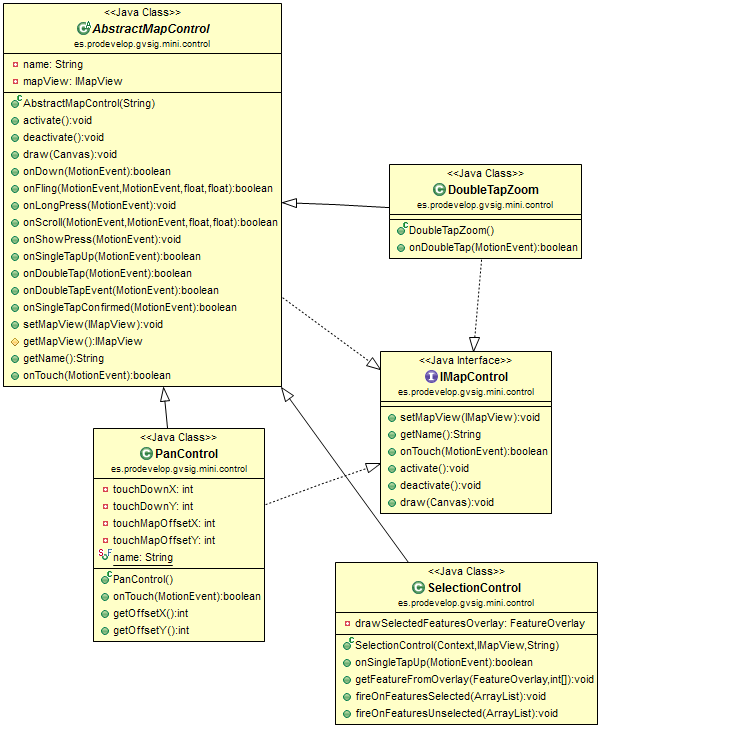 <<Java Class>>
AbstractMapControl
es.prodevelop.gvsig.mini.control
name: String
mapView: IMapView
AbstractMapControl(String)
activate():void
deactivate():void
draw(Canvas):void
onDown(MotionEvent):boolean
onFling(MotionEvent,MotionEvent,float,float):boolean
onLongPress(MotionEvent):void
onScroll(MotionEvent,MotionEvent,float,float):boolean
onShowPress(MotionEvent):void
onSingleTapUp(MotionEvent):boolean
onDoubleTap(MotionEvent):boolean
onDoubleTapEvent(MotionEvent):boolean
onSingleTapConfirmed(MotionEvent):boolean
setMapView(IMapView):void
getMapView():IMapView
getName():String
onTouch(MotionEvent):boolean
<<Java Class>>
DoubleTapZoom
es.prodevelop.gvsig.mini.control
DoubleTapZoom()
onDoubleTap(MotionEvent):boolean
<<Java Interface>>
IMapControl
es.prodevelop.gvsig.mini.control
setMapView(IMapView):void
getName():String
onTouch(MotionEvent):boolean
activate():void
deactivate():void
draw(Canvas):void
<<Java Class>>
PanControl
es.prodevelop.gvsig.mini.control
touchDownX: int
touchDownY: int
touchMapOffsetX: int
touchMapOffsetY: int
name: String
PanControl()
onTouch(MotionEvent):boolean
getOffsetX():int
getOffsetY():int
<<Java Class>>
SelectionControl
es.prodevelop.gvsig.mini.control
drawSelectedFeaturesOverlay: FeatureOverlay
SelectionControl(Context,IMapView,String)
onSingleTapUp(MotionEvent):boolean
getFeatureFromOverlay(FeatureOverlay,int[]):void
fireOnFeaturesSelected(ArrayList):void
fireOnFeaturesUnselected(ArrayList):void